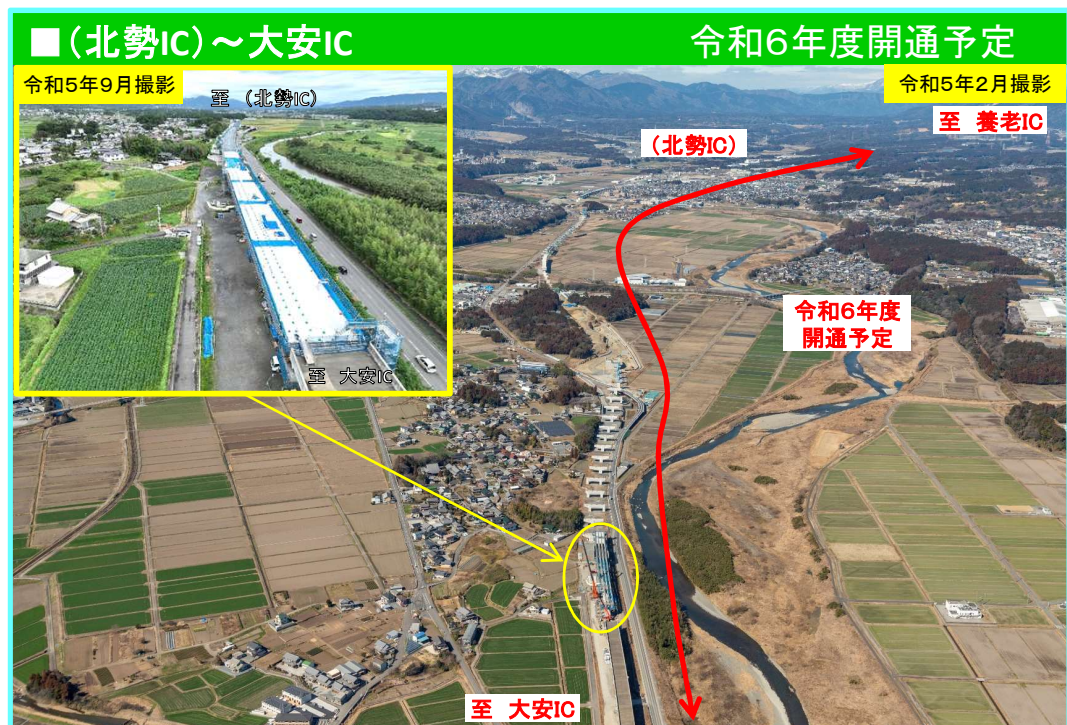 ■(北勢IC)～大安IC
令和6年度開通予定
令和5年9月撮影
至 (北勢IC)
至 大安IC
令和5年2月撮影
至 養老IC
(北勢IC)
令和6年度
開通予定
至 大安IC